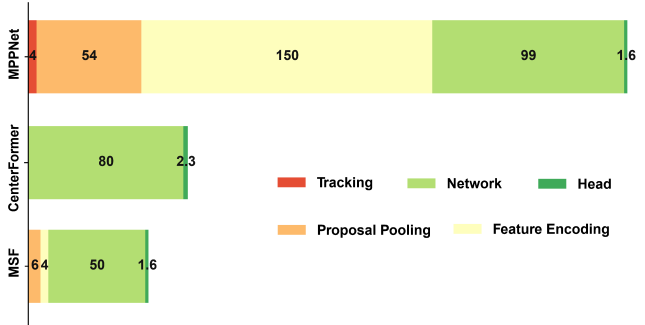 MPPNet
4 54 150 99 1.6
CenterFormer
80 2.3
Tracking Network Head
Proposal Pooling Feature Encoding
MSF
6 4 50 1.6